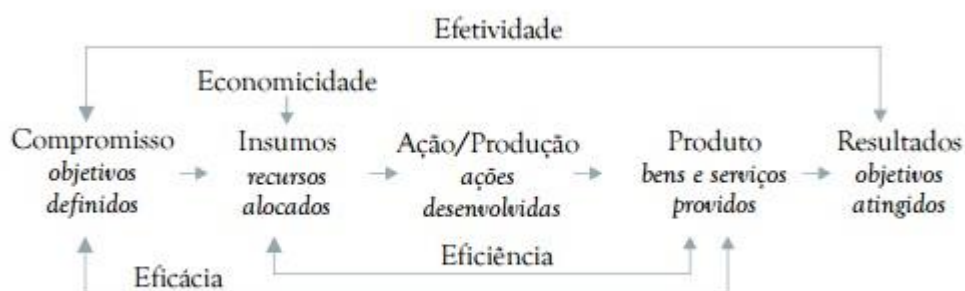 Efetividade
Economicidade
Compromisso
objetivos
definidos
Insumos
recursos
alocados
Ação/Produção
ações
desenvolvidas
Produto
bens e serviços
providos
Resultados
objetivos
atingidos
Eficiência
Eficácia